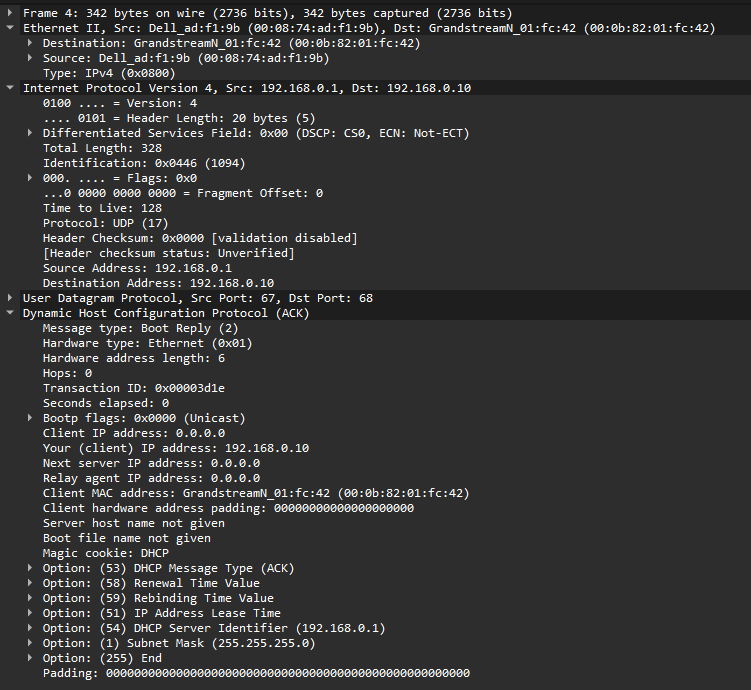 Frame 4: 342 bytes on wire (2736 bits), 342 bytes captured (2736 bits)
Ethernet II, Src: Dell_ad:f1:9b (00:08:74:ad:f1:9b), Dst: GrandstreamN_01:fc:42 (00:0b:82:01:fc:42)
Destination: GrandstreamN_01:fc:42 (00:0b:82:01:fc:42)
Source: Dell_ad:f1:9b (00:08:74:ad:f1:9b)
Type: IPv4 (0x0800)
Internet Protocol Version 4, Src: 192.168.0.1, Dst: 192.168.0.10
0100 .... = Version: 4
.... 0101 = Header Length: 20 bytes (5)
Differentiated Services Field: 0x00 (DSCP: CS0, ECN: Not-ECT)
Total Length: 328
Identification: 0x0446 (1094)
000. .... = Flags: 0x0
...0 0000 0000 0000 = Fragment Offset: 0
Time to Live: 128
Protocol: UDP (17)
Header Checksum: 0x0000 [validation disabled]
[Header checksum status: Unverified]
Source Address: 192.168.0.1
Destination Address: 192.168.0.10
User Datagram Protocol, Src Port: 67, Dst Port: 68
Dynamic Host Configuration Protocol (ACK)
Message type: Boot Reply (2)
Hardware type: Ethernet (0x01)
Hardware address length: 6
Hops: 0
Transaction ID: 0x00003d1e
Seconds elapsed: 0
Bootp flags: 0x0000 (Unicast)
Client IP address: 0.0.0.0
Your (client) IP address: 192.168.0.10
Next server IP address: 0.0.0.0
Relay agent IP address: 0.0.0.0
Client MAC address: GrandstreamN_01:fc:42 (00:0b:82:01:fc:42)
Client hardware address padding: 00000000000000000000
Server host name not given
Boot file name not given
Magic cookie: DHCP
Option: (53) DHCP Message Type (ACK)
Option: (58) Renewal Time Value
Option: (59) Rebinding Time Value
Option: (51) IP Address Lease Time
Option: (54) DHCP Server Identifier (192.168.0.1)
Option: (1) Subnet Mask (255.255.255.0)
Option: (255) End
Padding: 0000000000000000000000000000000000000000000000000000